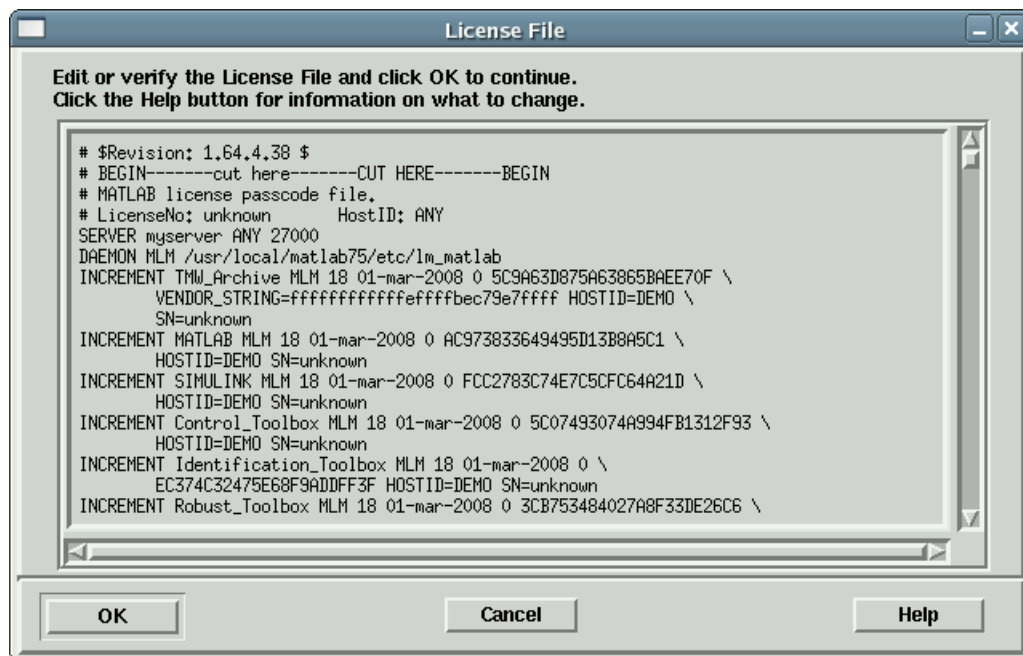 License File
Edit or verify the License File and click OK to continue.
Click the Help button for information on what to change.
# $Revision: 1.64.4.38 $
# BEGIN-------cut here-------CUT HERE-------BEGIN
# MATLAB license passcode file.
# LicenseNo: unknown HostID: ANY
SERVER myserver ANY 27000
DAEMON MLM /usr/local/matlab75/etc/lm_matlab
INCREMENT TMW_Archive MLM 18 01-mar-2008 0 5C9A63D875A63865BAEE70F \
VENDOR_STRING=ffffffffffffeffffbec79e7ffff HOSTID=DEMO \
SN=unknown
INCREMENT MATLAB MLM 18 01-mar-2008 0 AC973833649495D13B8A5C1 \
HOSTID=DEMO SN=unknown
INCREMENT SIMULINK MLM 18 01-mar-2008 0 FCC2783C74E7C5CFC64A21D \
HOSTID=DEMO SN=unknown
INCREMENT Control_Toolbox MLM 18 01-mar-2008 0 5C07493074A994FB1312F93 \
HOSTID=DEMO SN=unknown
INCREMENT Identification_Toolbox MLM 18 01-mar-2008 0 \
EC374C32475E68F9ADDFF3F HOSTID=DEMO SN=unknown
INCREMENT Robust_Toolbox MLM 18 01-mar-2008 0 3CB753484027A8F33DE26C6 \
OK Cancel Help